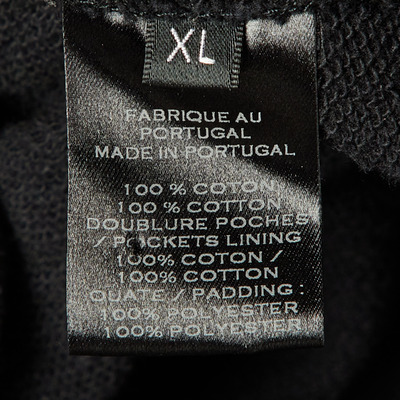 XL
FABRIQUE AU
PORTUGAL
MADE IN PORTUGAL
100 % COTON
100 % COTTON
DOUBLURE POCHES
/ POCKETS LINING
100% COTON /
100% COTTON
OUATE / PADDING :
100% POLYESTER
100% POLYESTER